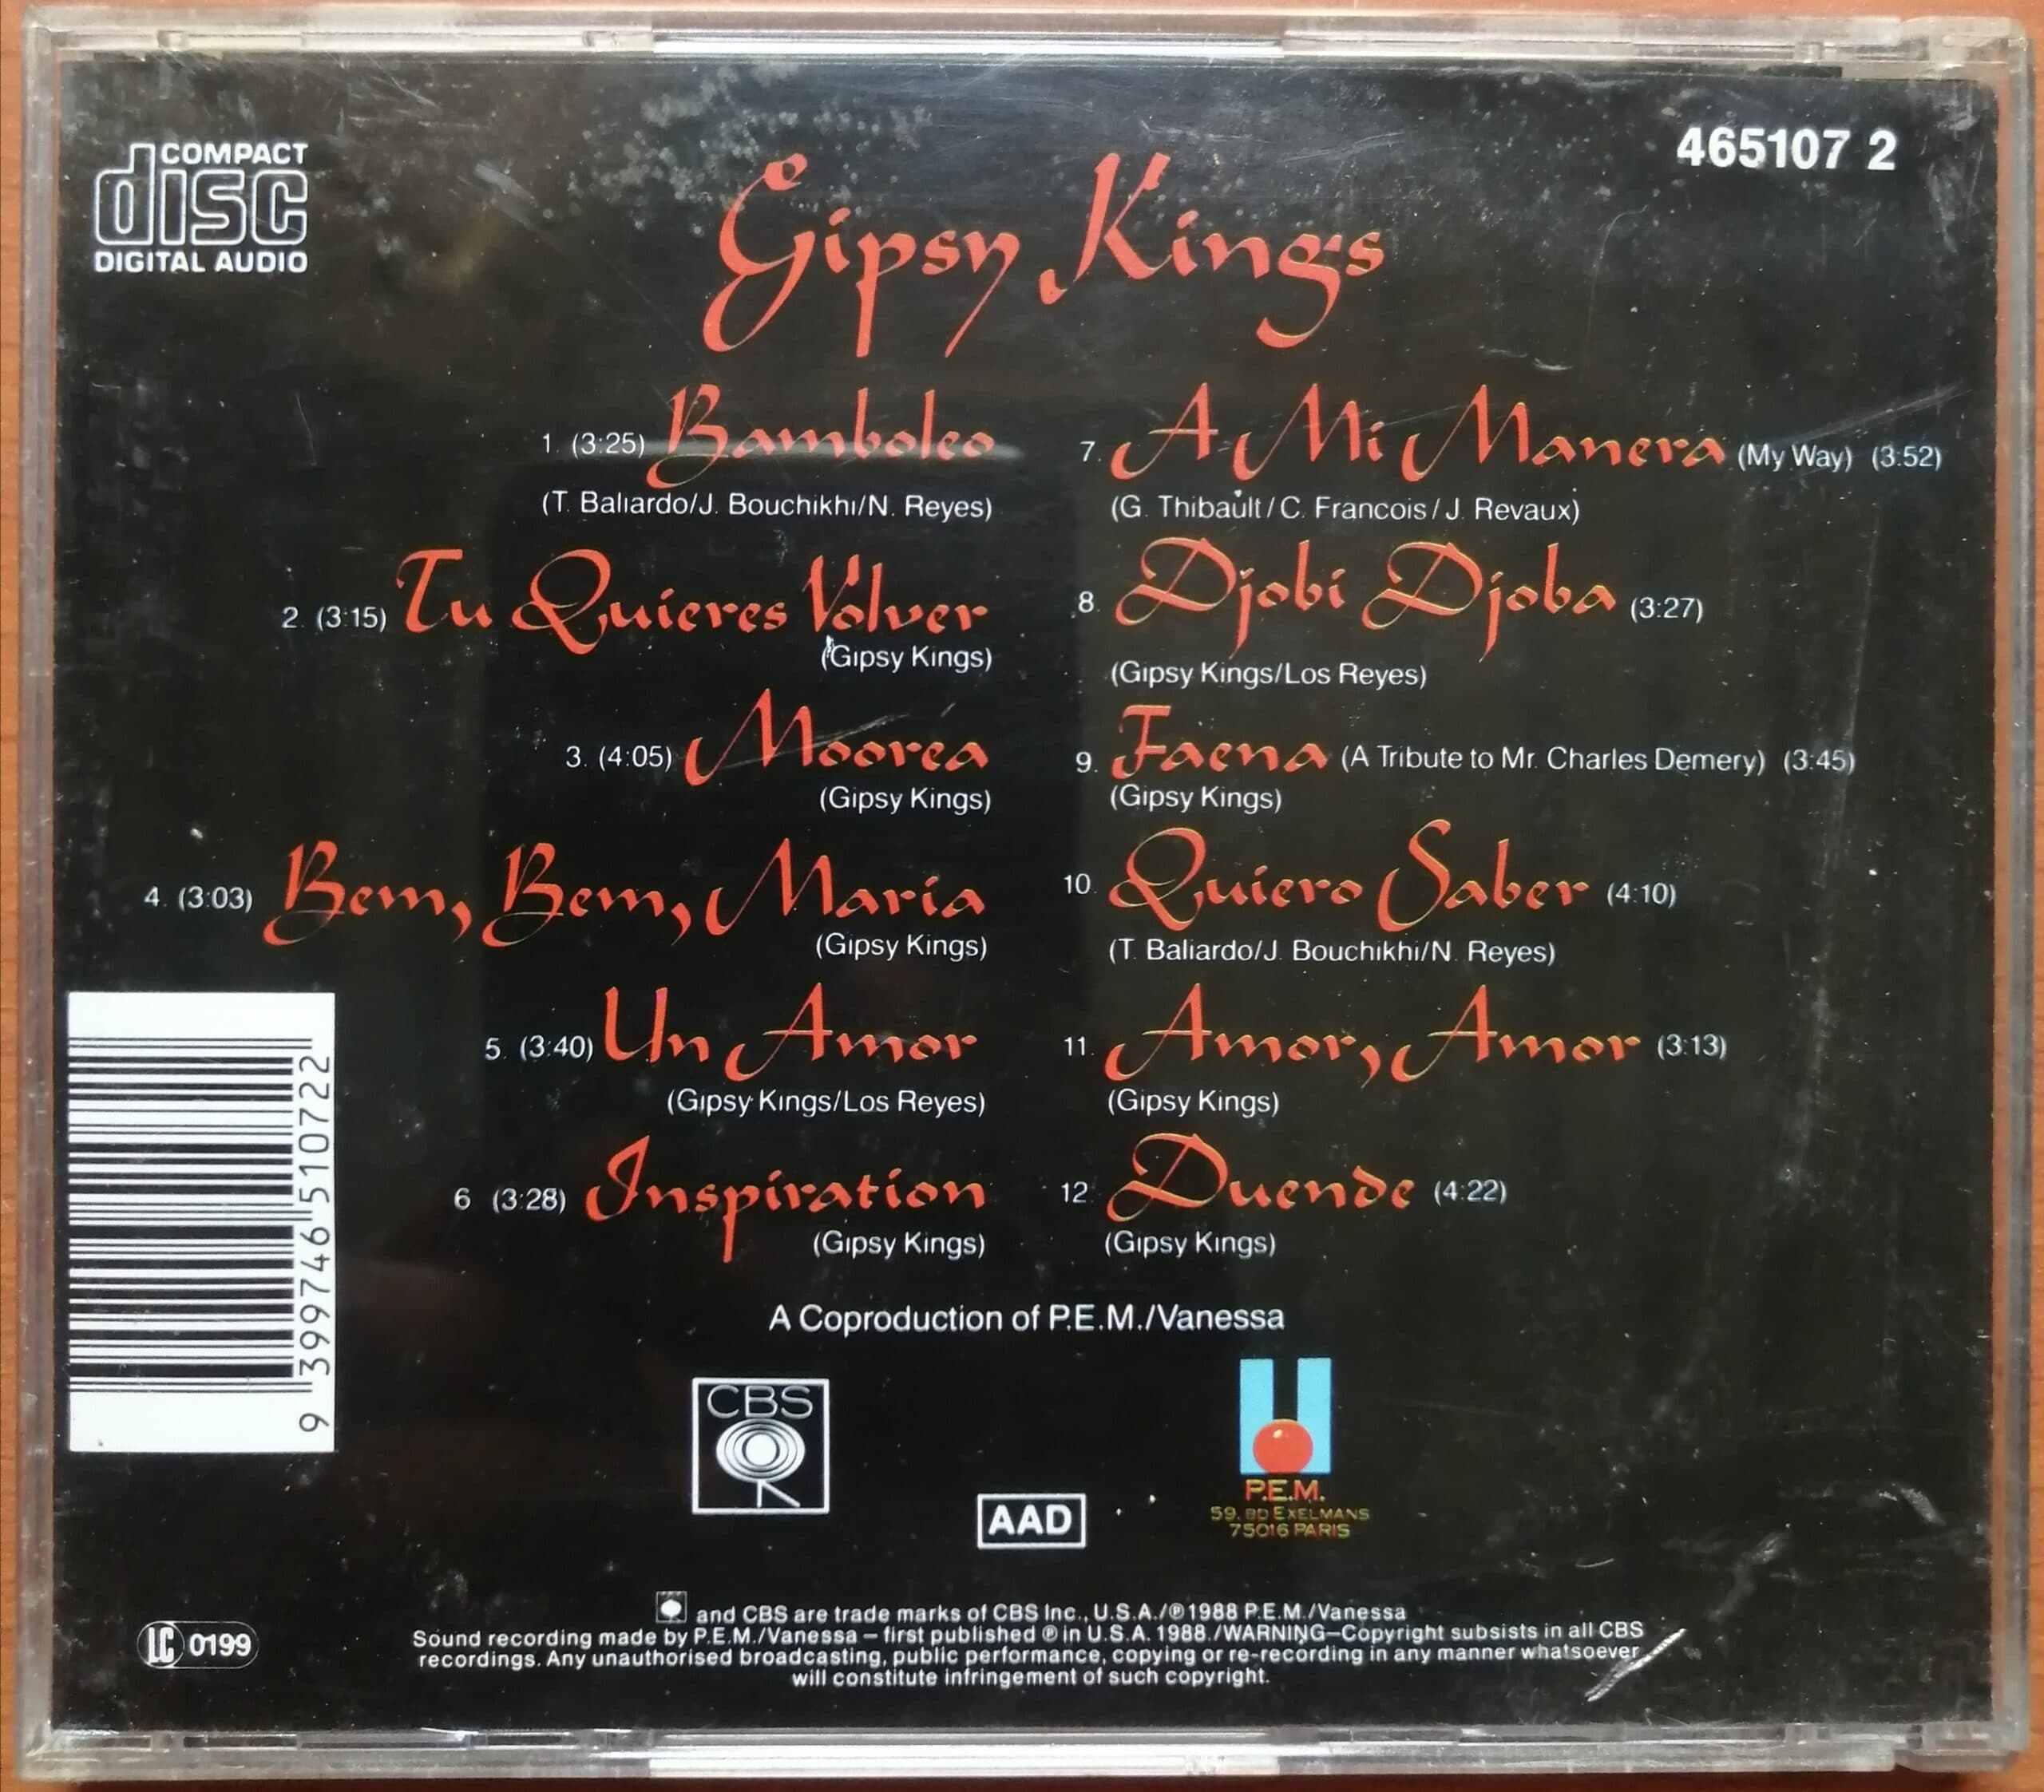 COMPACT
disc
DIGITAL AUDIO
465107 2
Gipsy Kings
1. (3:25) Bamboleo
(T. Baliardo/J. Bouchikhi/N. Reyes)
2. (3:15) Tu Quieres Volver
(Gipsy Kings)
3. (4:05) Moorea
(Gipsy Kings)
4. (3:03) Bem, Bem, Maria
(Gipsy Kings)
5. (3:40) Un Amor
(Gipsy Kings/Los Reyes)
6 (3:28) Inspiration
(Gipsy Kings)
7. A Mi Manera (My Way) (3:52)
(G. Thibault/C. Francois/J. Revaux)
8. Djobi Djoba (3:27)
(Gipsy Kings/Los Reyes)
9. Faena (A Tribute to Mr. Charles Demery) (3:45)
(Gipsy Kings)
10. Quiero Saber (4:10)
(T. Baliardo/J. Bouchikhi/N. Reyes)
11. Amor, Amor (3:13)
(Gipsy Kings)
12. Duende (4:22)
(Gipsy Kings)
9 399746 510722
A Coproduction of P.E.M./Vanessa
CBS
AAD
P.E.M.
59. BD EXELMANS
75016 PARIS
LC 0199
and CBS are trade marks of CBS Inc., U.S.A./℗1988 P.E.M./Vanessa
Sound recording made by P.E.M./Vanessa – first published ℗ in U.S.A. 1988./WARNING–Copyright subsists in all CBS
recordings. Any unauthorised broadcasting, public performance, copying or re-recording in any manner whatsoever
will constitute infringement of such copyright.